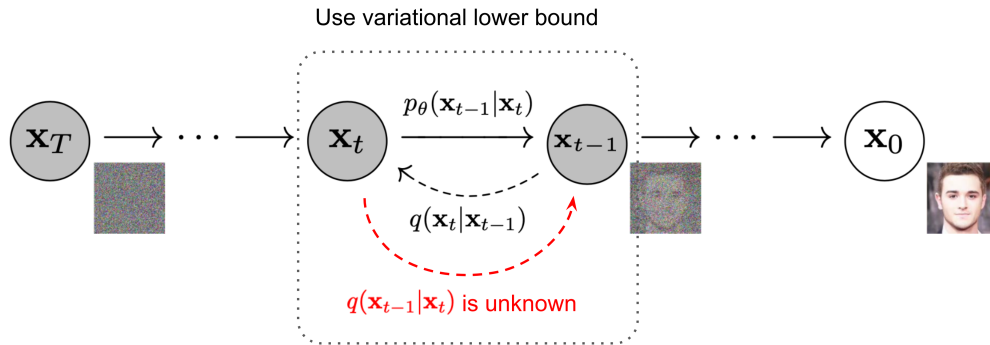 Use variational lower bound
p_θ(x_{t-1}|x_t)
x_T → ··· → x_t → x_{t-1} → ··· → x_0
q(x_t|x_{t-1})
q(x_{t-1}|x_t) is unknown